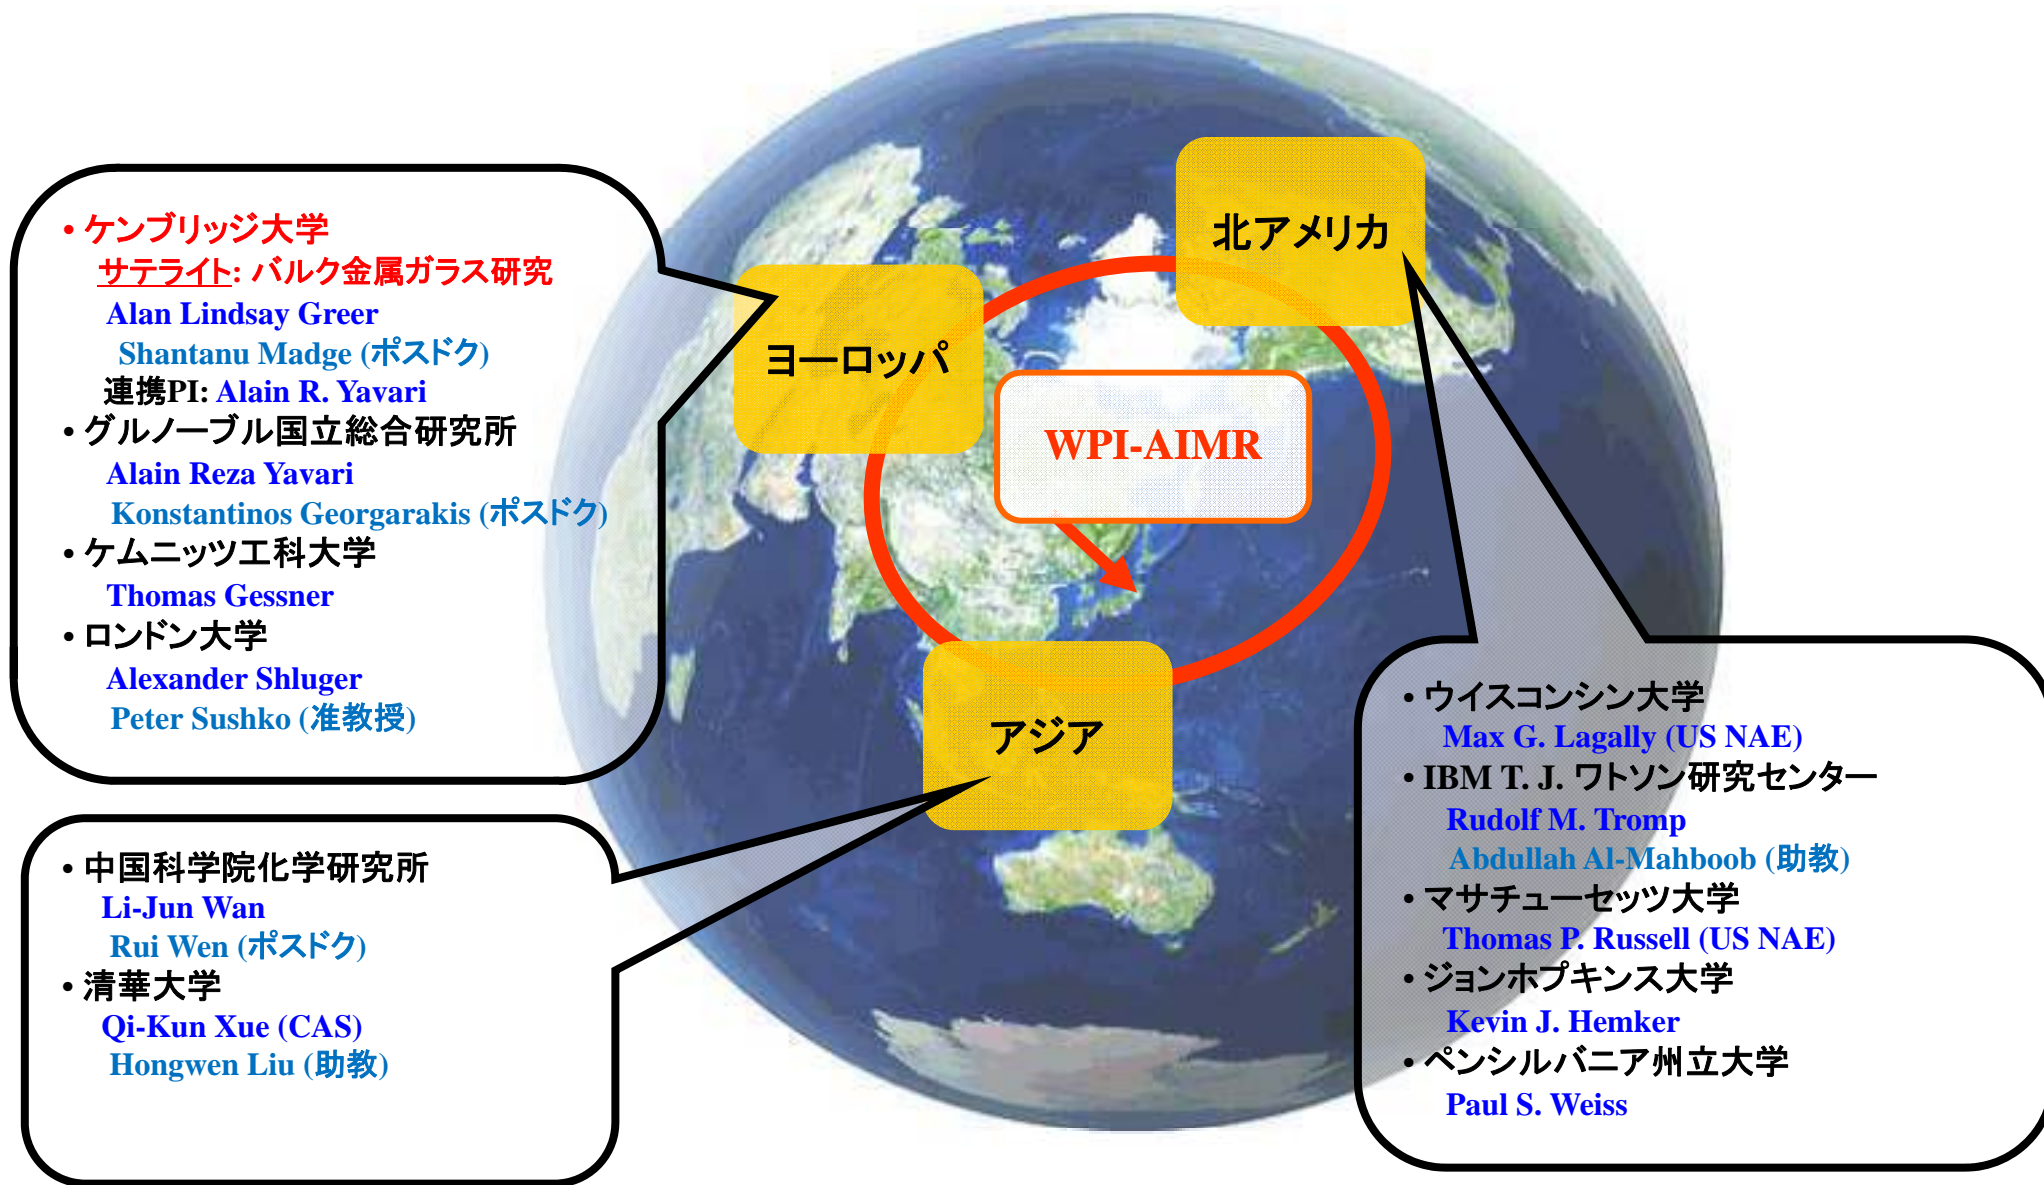 • ケンブリッジ大学
サテライト: バルク金属ガラス研究
Alan Lindsay Greer
Shantanu Madge (ポスドク)
連携PI: Alain R. Yavari
• グルノーブル国立総合研究所
Alain Reza Yavari
Konstantinos Georgarakis (ポスドク)
• ケムニッツ工科大学
Thomas Gessner
• ロンドン大学
Alexander Shluger
Peter Sushko (准教授)
• 中国科学院化学研究所
Li-Jun Wan
Rui Wen (ポスドク)
• 清華大学
Qi-Kun Xue (CAS)
Hongwen Liu (助教)
北アメリカ
ヨーロッパ
WPI-AIMR
アジア
• ウイスコンシン大学
Max G. Lagally (US NAE)
• IBM T. J. ワトソン研究センター
Rudolf M. Tromp
Abdullah Al-Mahboob (助教)
• マサチューセッツ大学
Thomas P. Russell (US NAE)
• ジョンホプキンス大学
Kevin J. Hemker
• ペンシルバニア州立大学
Paul S. Weiss